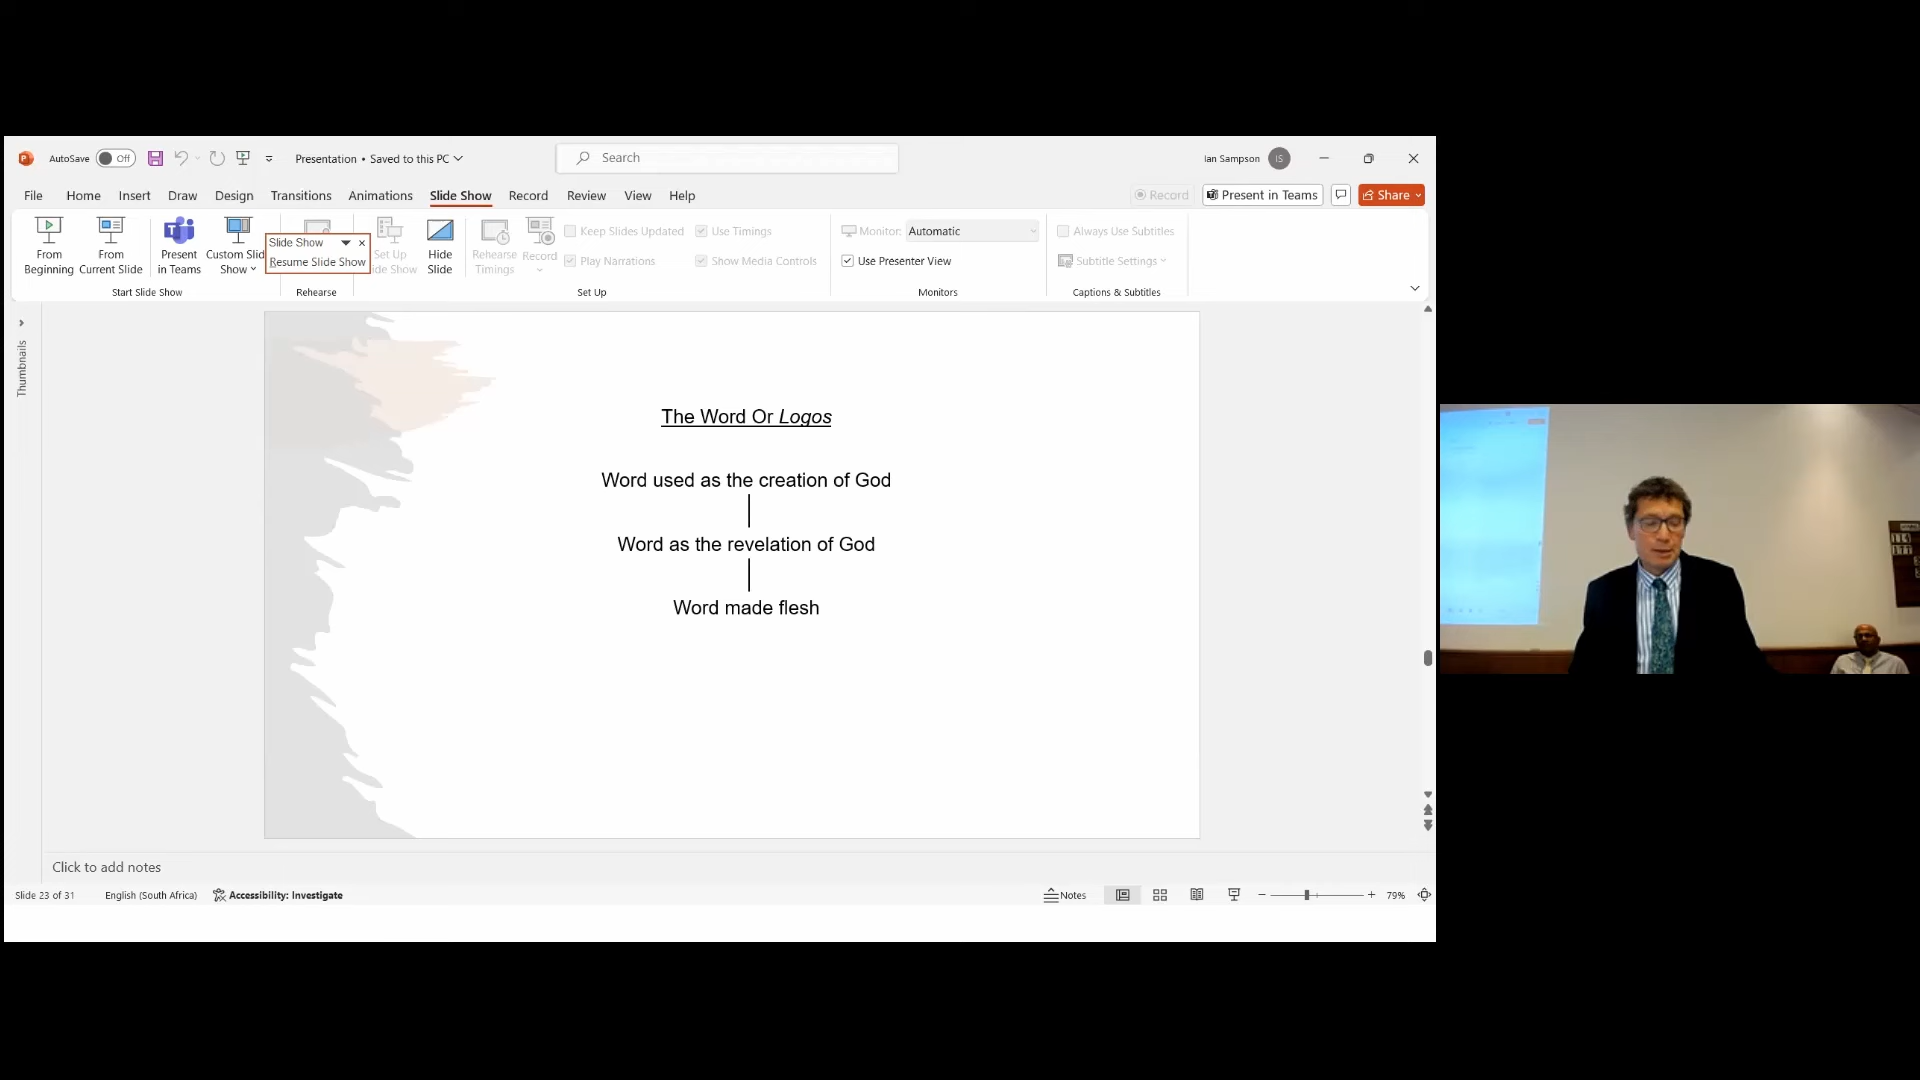 AutoSave Off Presentation • Saved to this PC Search Ian Sampson IS
File Home Insert Draw Design Transitions Animations Slide Show Record Review View Help Record Present in Teams Share
From Beginning
From Current Slide
Present in Teams
Custom Slid
Show
Start Slide Show
Slide Show
Resume Slide Show
Rehearse
Set Up
ide Show
Hide Slide
Rehearse Timings
Record
Keep Slides Updated
Play Narrations
Use Timings
Show Media Controls
Set Up
Monitor: Automatic
Use Presenter View
Monitors
Always Use Subtitles
Subtitle Settings
Captions & Subtitles
Thumbnails
The Word Or Logos
Word used as the creation of God
Word as the revelation of God
Word made flesh
Click to add notes
Slide 23 of 31 English (South Africa) Accessibility: Investigate Notes 79%
114
177